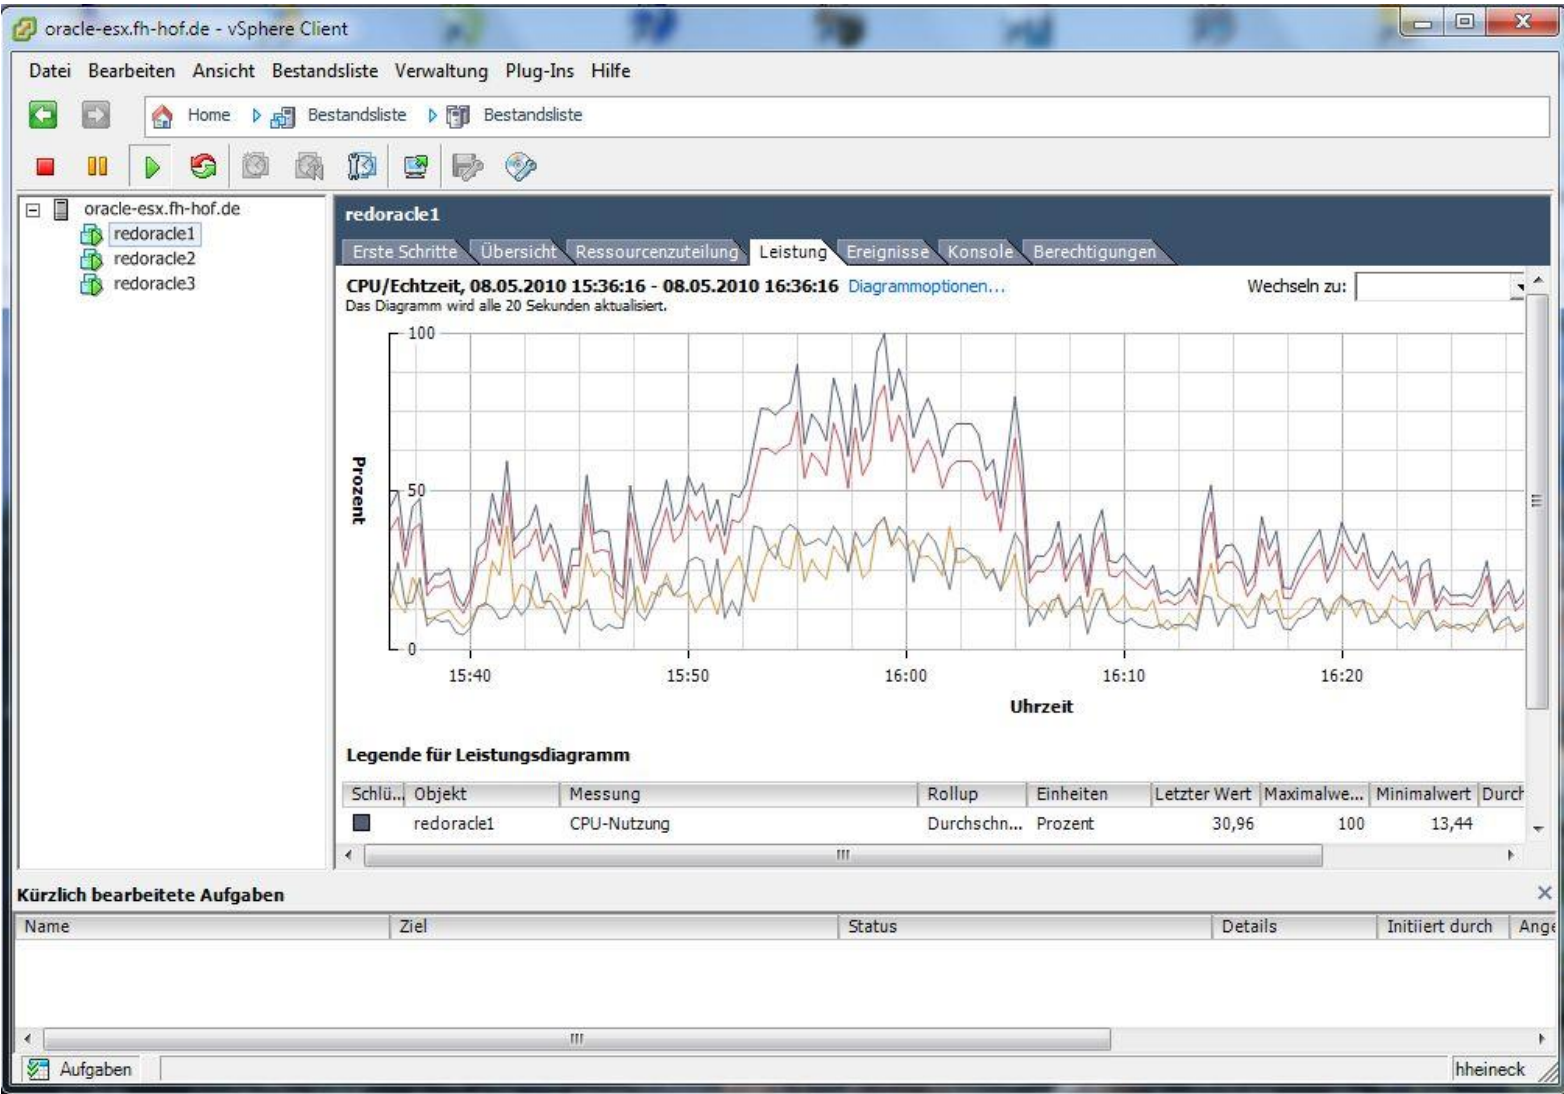 oracle-esx.fh-hof.de - vSphere Client
Datei Bearbeiten Ansicht Bestandsliste Verwaltung Plug-Ins Hilfe
Home Bestandsliste Bestandsliste
oracle-esx.fh-hof.de
redoracle1
redoracle2
redoracle3
redoracle1
Erste Schritte Übersicht Ressourcenzuteilung Leistung Ereignisse Konsole Berechtigungen
CPU/Echtzeit, 08.05.2010 15:36:16 - 08.05.2010 16:36:16 Diagrammoptionen... Wechseln zu:
Das Diagramm wird alle 20 Sekunden aktualisiert.
100
Prozent
50
0
15:40 15:50 16:00 16:10 16:20
Uhrzeit
Legende für Leistungsdiagramm
Schlü... Objekt Messung Rollup Einheiten Letzter Wert Maximalwe... Minimalwert Durch
redoracle1 CPU-Nutzung Durchschn... Prozent 30,96 100 13,44
Kürzlich bearbeitete Aufgaben
Name Ziel Status Details Initiiert durch Ange
Aufgaben hheineck